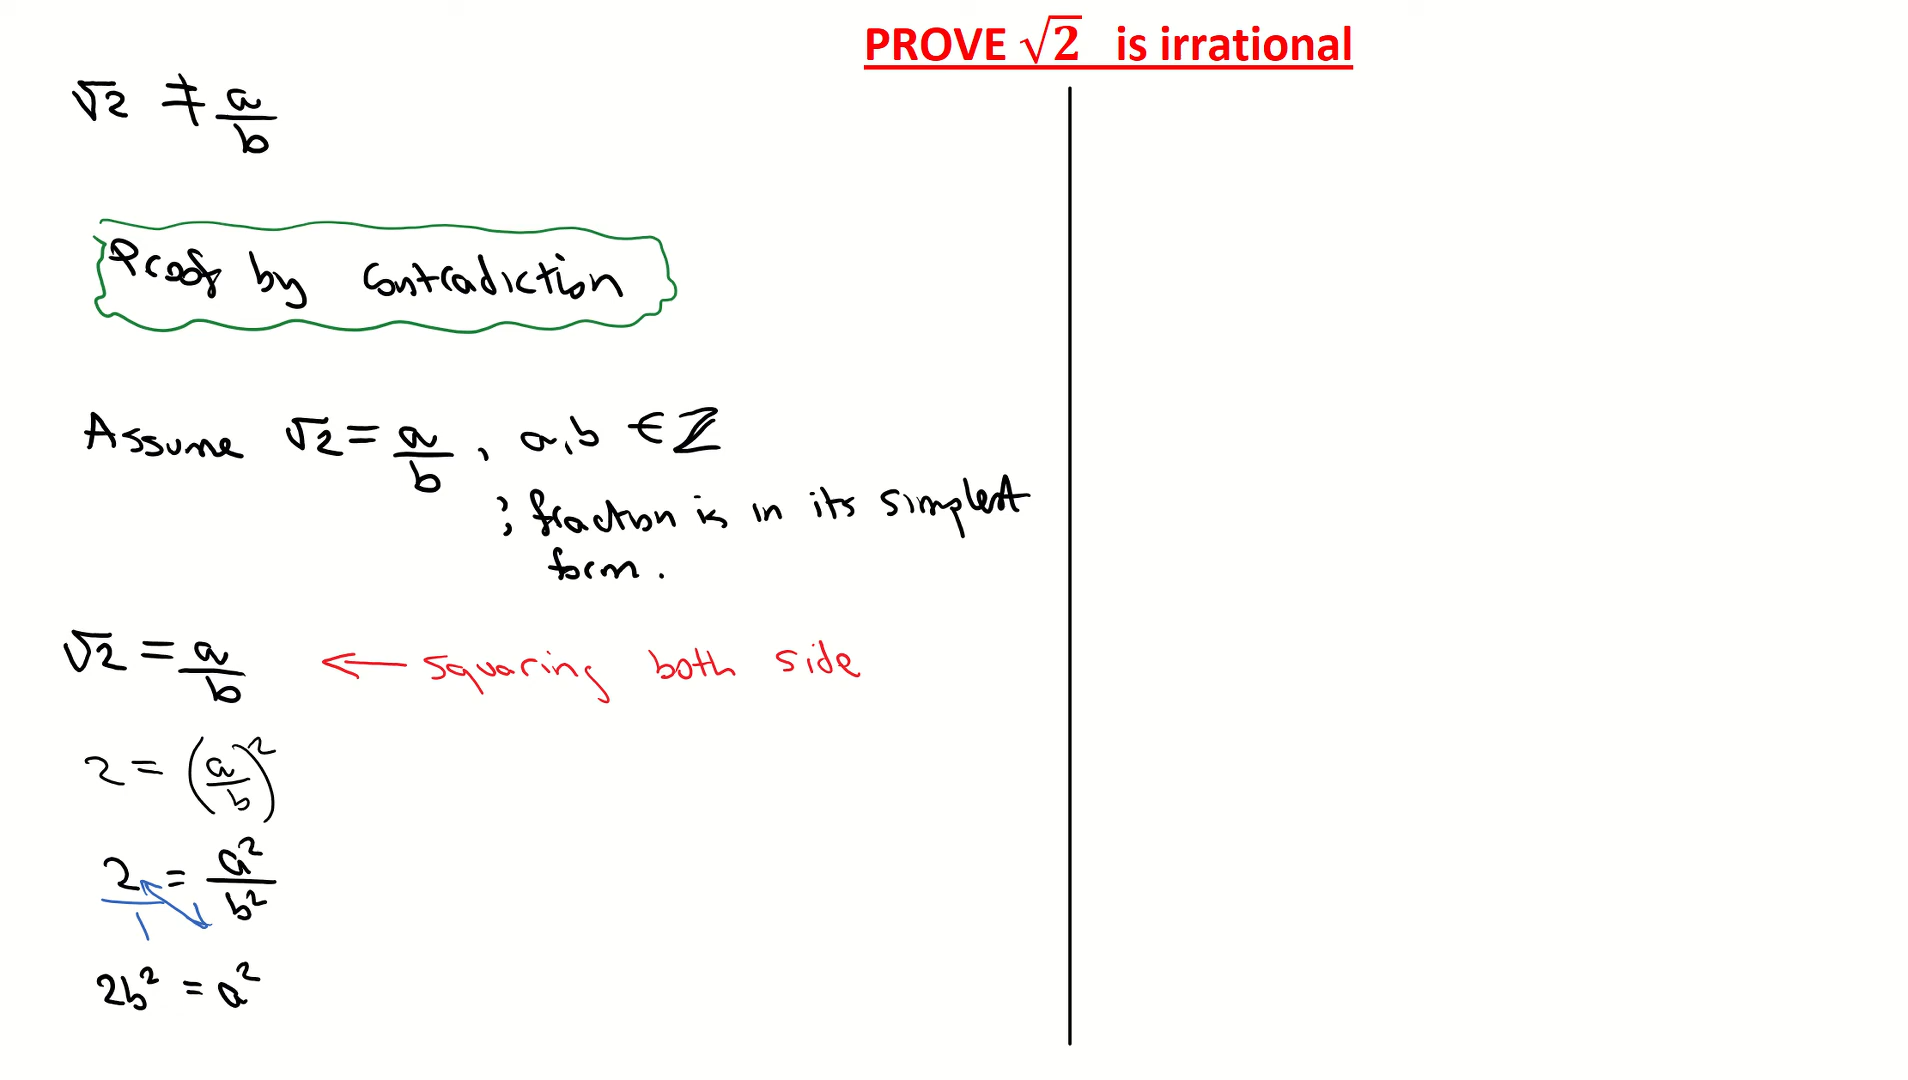 PROVE √2 is irrational
√2 ≠ a/b
Proof by contradiction
Assume √2 = a/b , a,b ∈ ℤ
; fraction is in its simplest
form.
√2 = a/b ← squaring both side
2 = (a/b)²
2/1 = a²/b²
2b² = a²